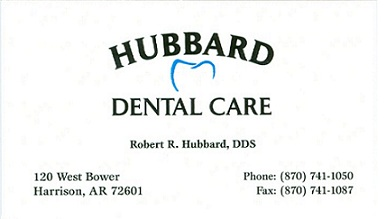 HUBBARD
DENTAL CARE
Robert R. Hubbard, DDS
120 West Bower
Harrison, AR 72601
Phone: (870) 741-1050
Fax: (870) 741-1087